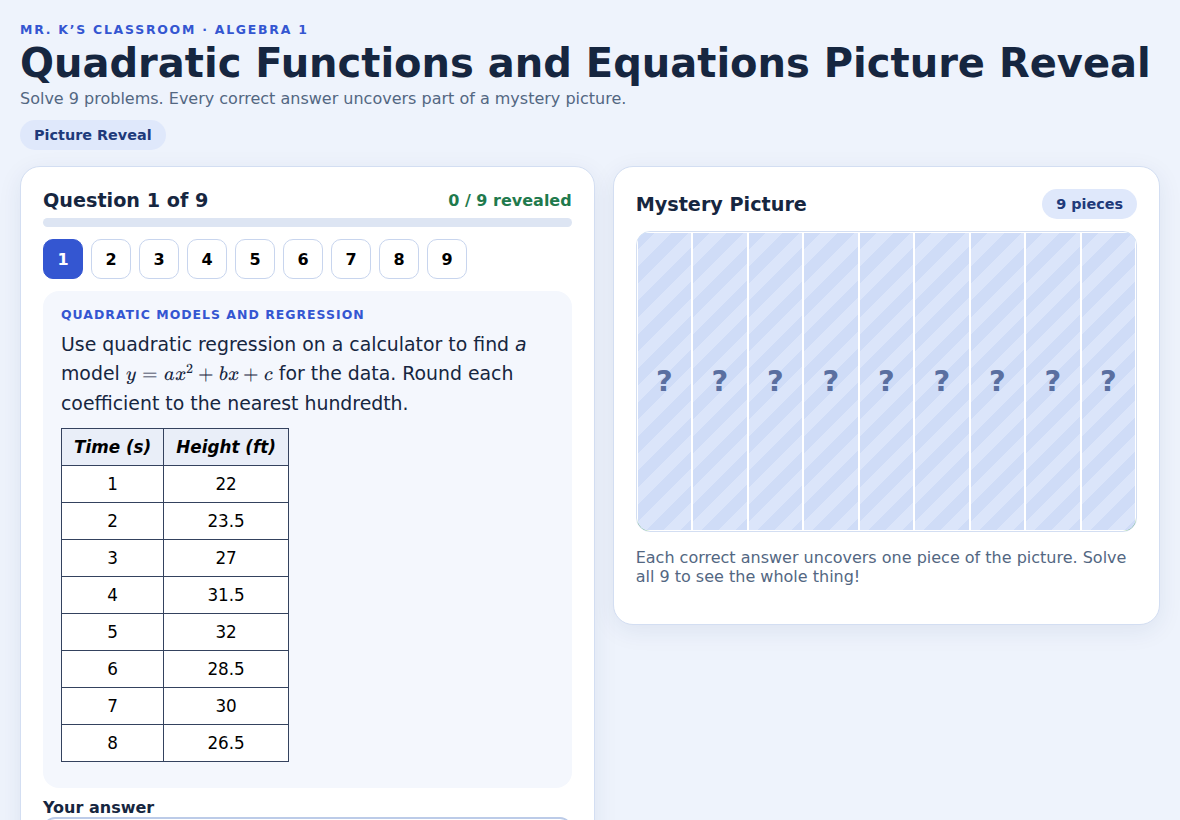 MR. K’S CLASSROOM · ALGEBRA 1
Quadratic Functions and Equations Picture Reveal
Solve 9 problems. Every correct answer uncovers part of a mystery picture.
Picture Reveal
Question 1 of 9
0 / 9 revealed
1 2 3 4 5 6 7 8 9
QUADRATIC MODELS AND REGRESSION
Use quadratic regression on a calculator to find a
model y = ax² + bx + c for the data. Round each
coefficient to the nearest hundredth.
Time (s) Height (ft)
1 22
2 23.5
3 27
4 31.5
5 32
6 28.5
7 30
8 26.5
Your answer
Mystery Picture
9 pieces
? ? ? ? ? ? ? ? ?
Each correct answer uncovers one piece of the picture. Solve
all 9 to see the whole thing!